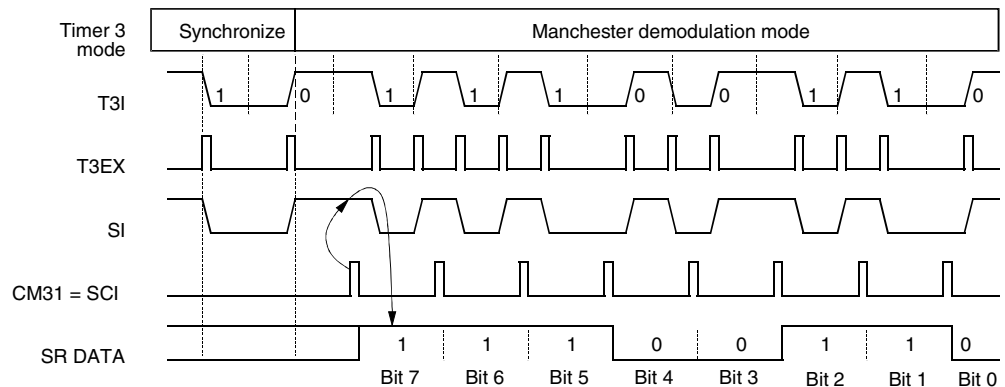 Timer 3 mode Synchronize Manchester demodulation mode
T3I 1 0 1 1 1 0 0 1 1 0
T3EX
SI
CM31 = SCI
SR DATA 1 1 1 0 0 1 1 0
Bit 7 Bit 6 Bit 5 Bit 4 Bit 3 Bit 2 Bit 1 Bit 0